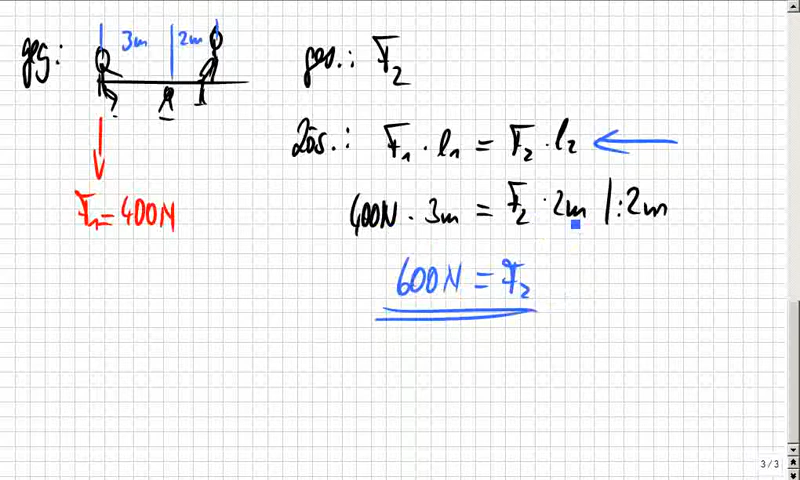 geg:
3m 2m
F₁ = 400N
ges.: F₂
Lös.: F₁ · l₁ = F₂ · l₂
400N · 3m = F₂ · 2m | :2m
600N = F₂
3 / 3